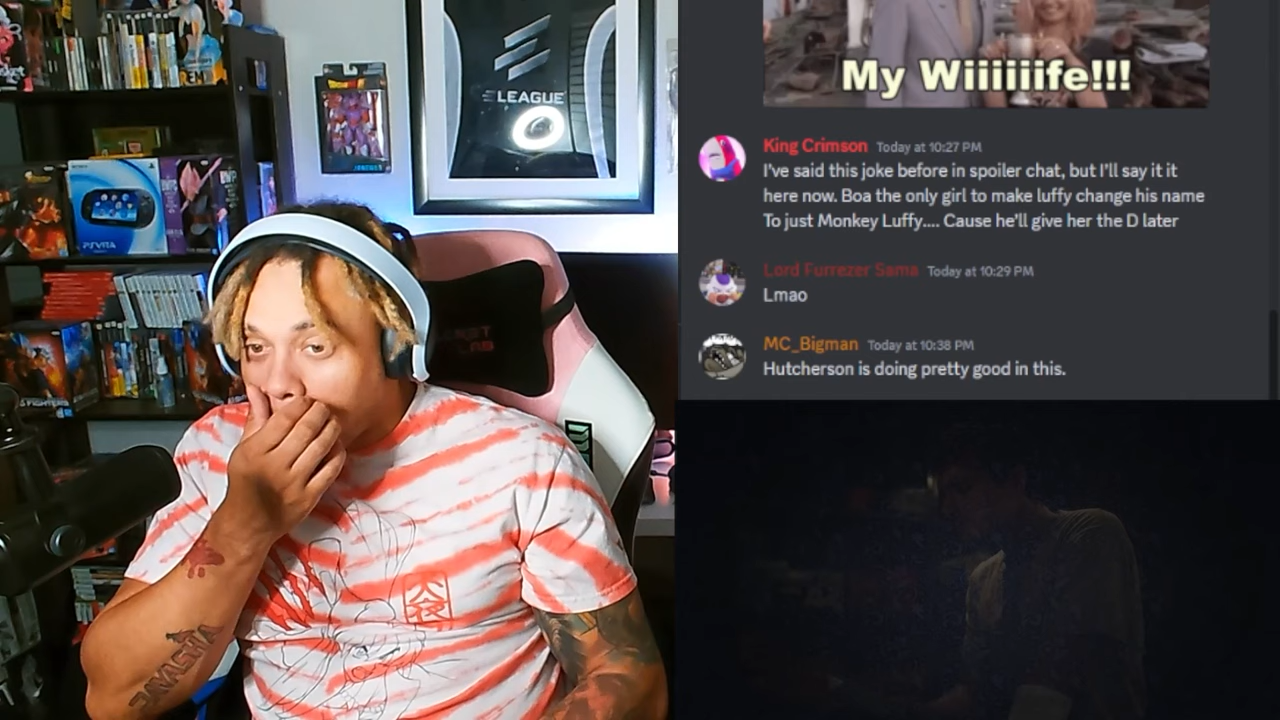 LEAGUE
PSVITA
FIGHTERS
My Wiiiiiife!!!
King Crimson Today at 10:27 PM
I've said this joke before in spoiler chat, but I'll say it it
here now. Boa the only girl to make luffy change his name
To just Monkey Luffy.... Cause he'll give her the D later
Lord Furrezer Sama Today at 10:29 PM
Lmao
MC_Bigman Today at 10:38 PM
Hutcherson is doing pretty good in this.